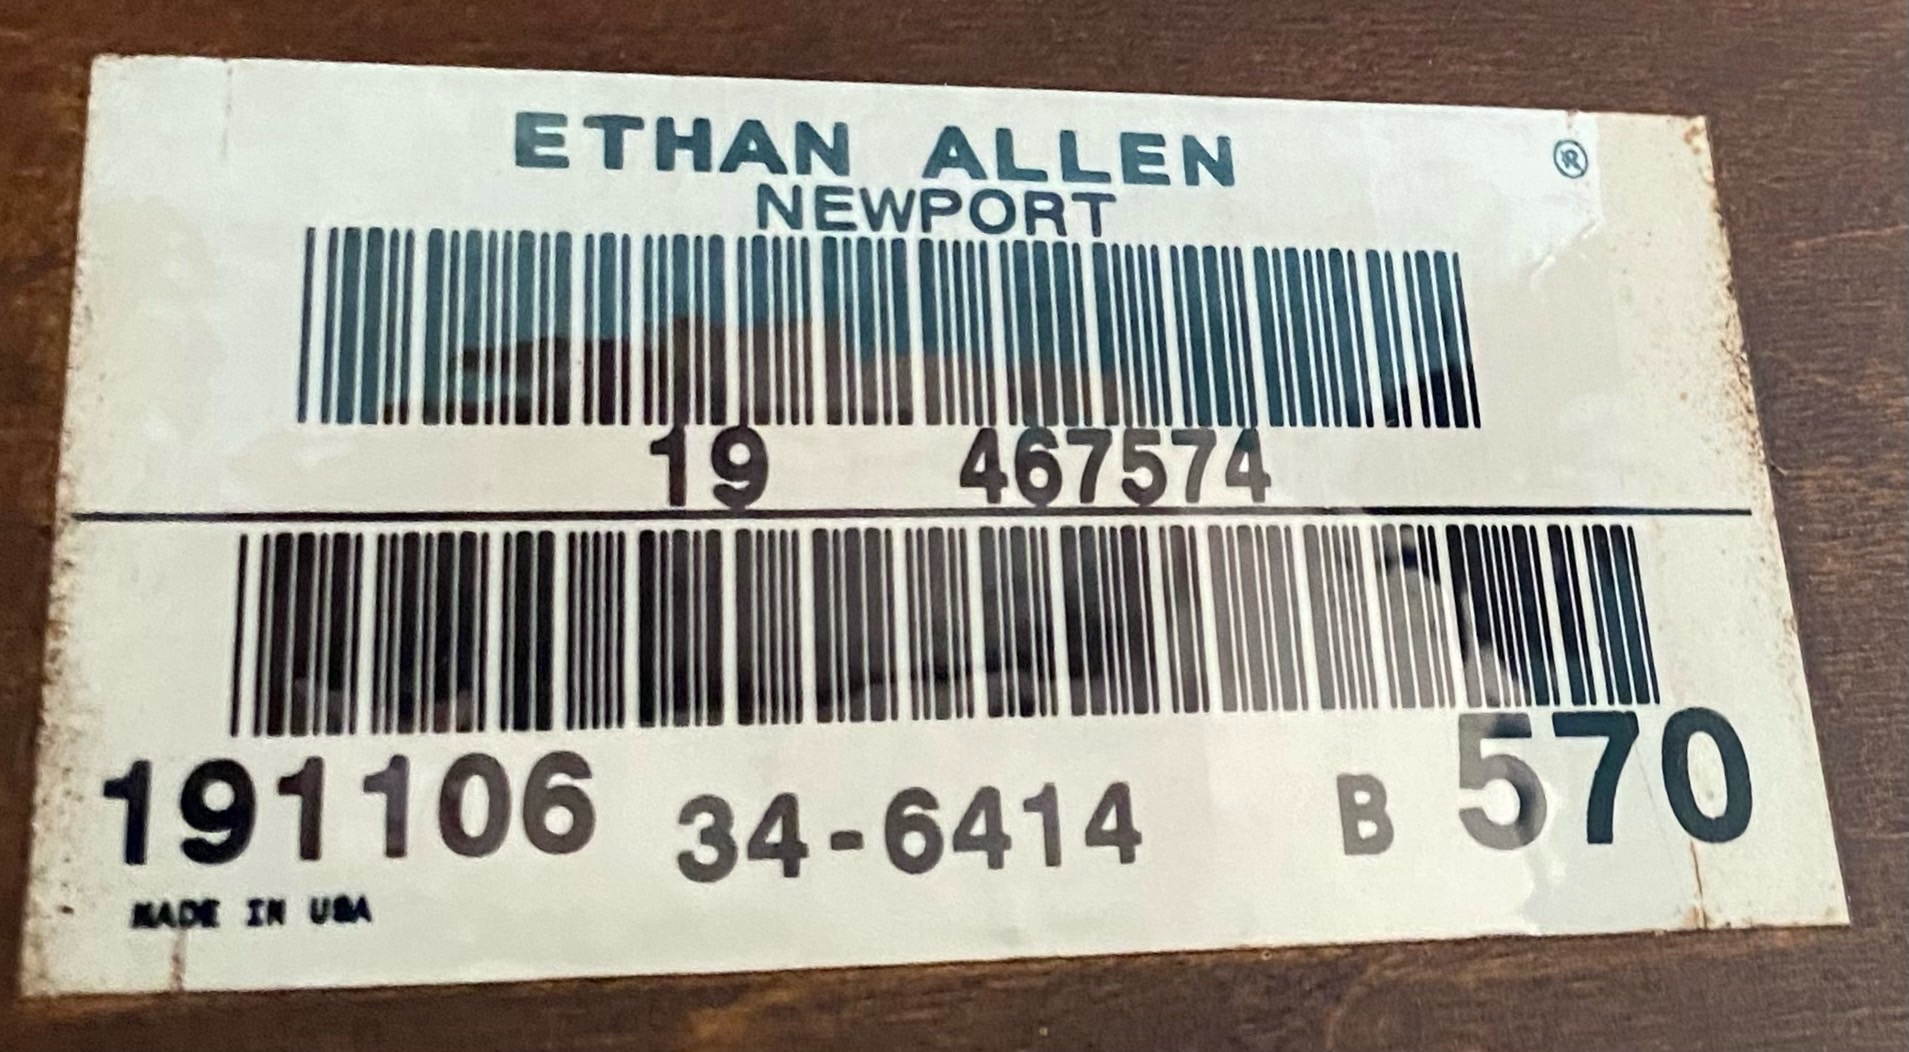 ETHAN ALLEN ®
NEWPORT
19 467574
191106 34-6414 B 570
MADE IN USA